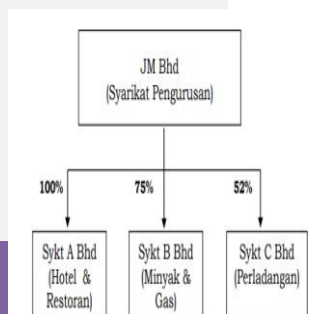 JM Bhd
(Syarikat Pengurusan)
100%
75%
52%
Sykt A Bhd
(Hotel &
Restoran)
Sykt B Bhd
(Minyak &
Gas)
Sykt C Bhd
(Perladangan)